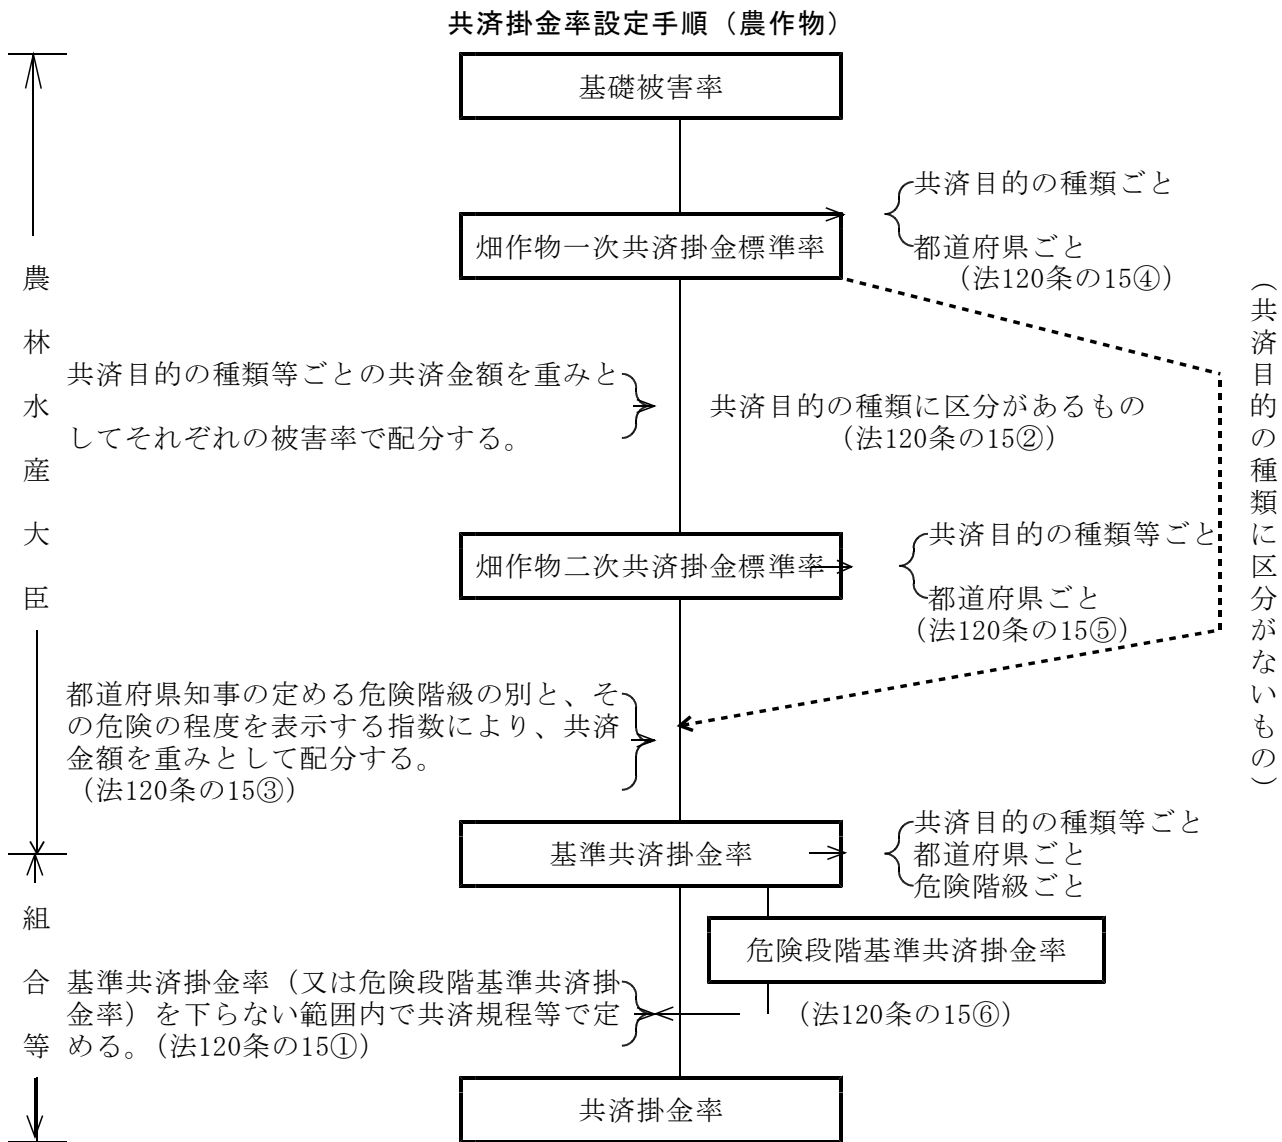 共済掛金率設定手順（農作物）
基礎被害率
共済目的の種類ごと
畑作物一次共済掛金標準率
都道府県ごと
（法120条の15④）
農林水産大臣
（共済目的の種類に区分がないもの）
共済目的の種類等ごとの共済金額を重みと
してそれぞれの被害率で配分する。
共済目的の種類に区分があるもの
（法120条の15②）
畑作物二次共済掛金標準率
共済目的の種類等ごと
都道府県ごと
（法120条の15⑤）
都道府県知事の定める危険階級の別と、そ
の危険の程度を表示する指数により、共済
金額を重みとして配分する。
（法120条の15③）
基準共済掛金率
共済目的の種類等ごと
都道府県ごと
危険階級ごと
組合等
危険段階基準共済掛金率
基準共済掛金率（又は危険段階基準共済掛
金率）を下らない範囲内で共済規程等で定
める。（法120条の15①）
（法120条の15⑥）
共済掛金率